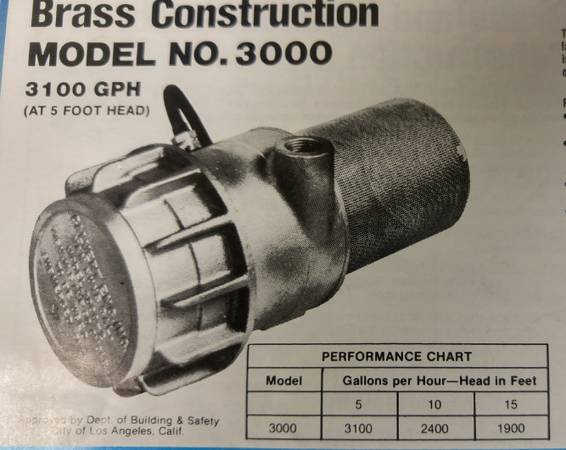 Brass Construction
MODEL NO. 3000
3100 GPH
(AT 5 FOOT HEAD)
PERFORMANCE CHART
Model Gallons per Hour—Head in Feet
5 10 15
3000 3100 2400 1900
Approved by Dept. of Building & Safety
City of Los Angeles, Calif.